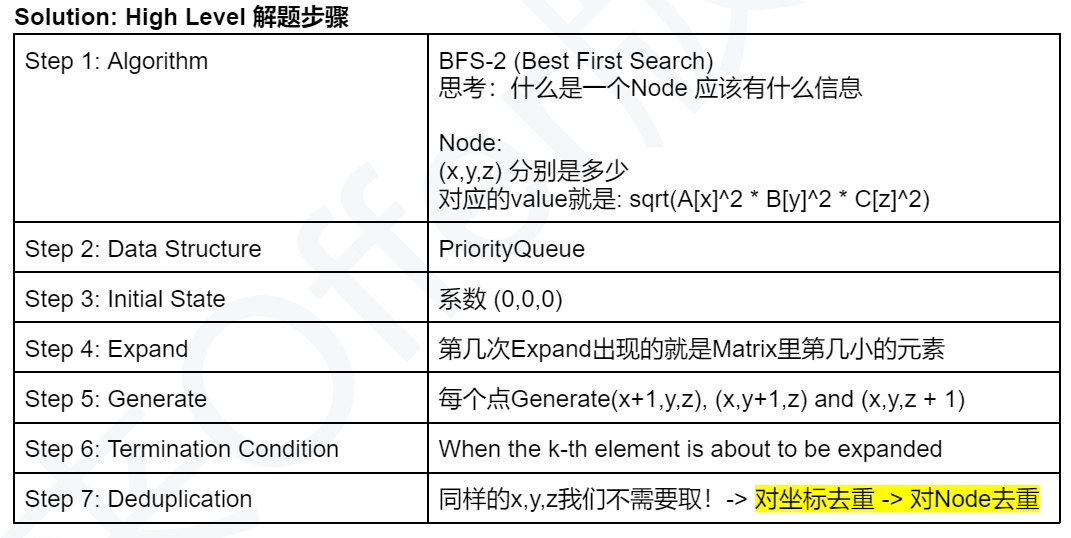 Solution: High Level 解题步骤
Step 1: Algorithm
BFS-2 (Best First Search)
思考：什么是一个Node 应该有什么信息
Node:
(x,y,z) 分别是多少
对应的value就是: sqrt(A[x]^2 * B[y]^2 * C[z]^2)
Step 2: Data Structure
PriorityQueue
Step 3: Initial State
系数 (0,0,0)
Step 4: Expand
第几次Expand出现的就是Matrix里第几小的元素
Step 5: Generate
每个点Generate(x+1,y,z), (x,y+1,z) and (x,y,z + 1)
Step 6: Termination Condition
When the k-th element is about to be expanded
Step 7: Deduplication
同样的x,y,z我们不需要取！-> 对坐标去重 -> 对Node去重